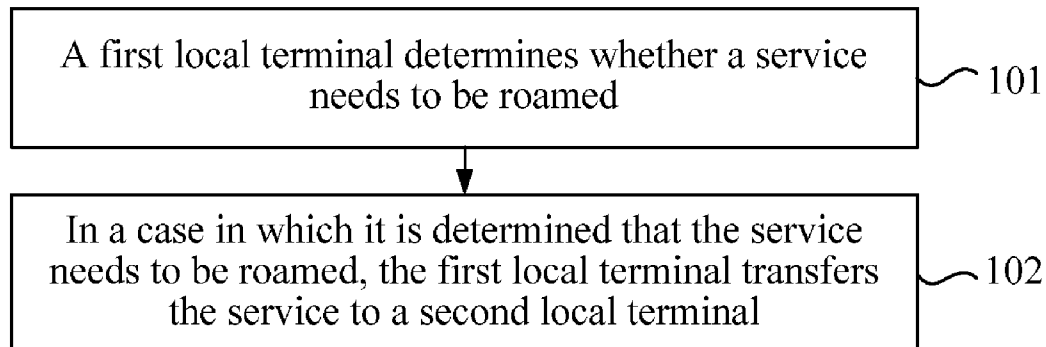 A first local terminal determines whether a service
needs to be roamed
101
In a case in which it is determined that the service
needs to be roamed, the first local terminal transfers
the service to a second local terminal
102